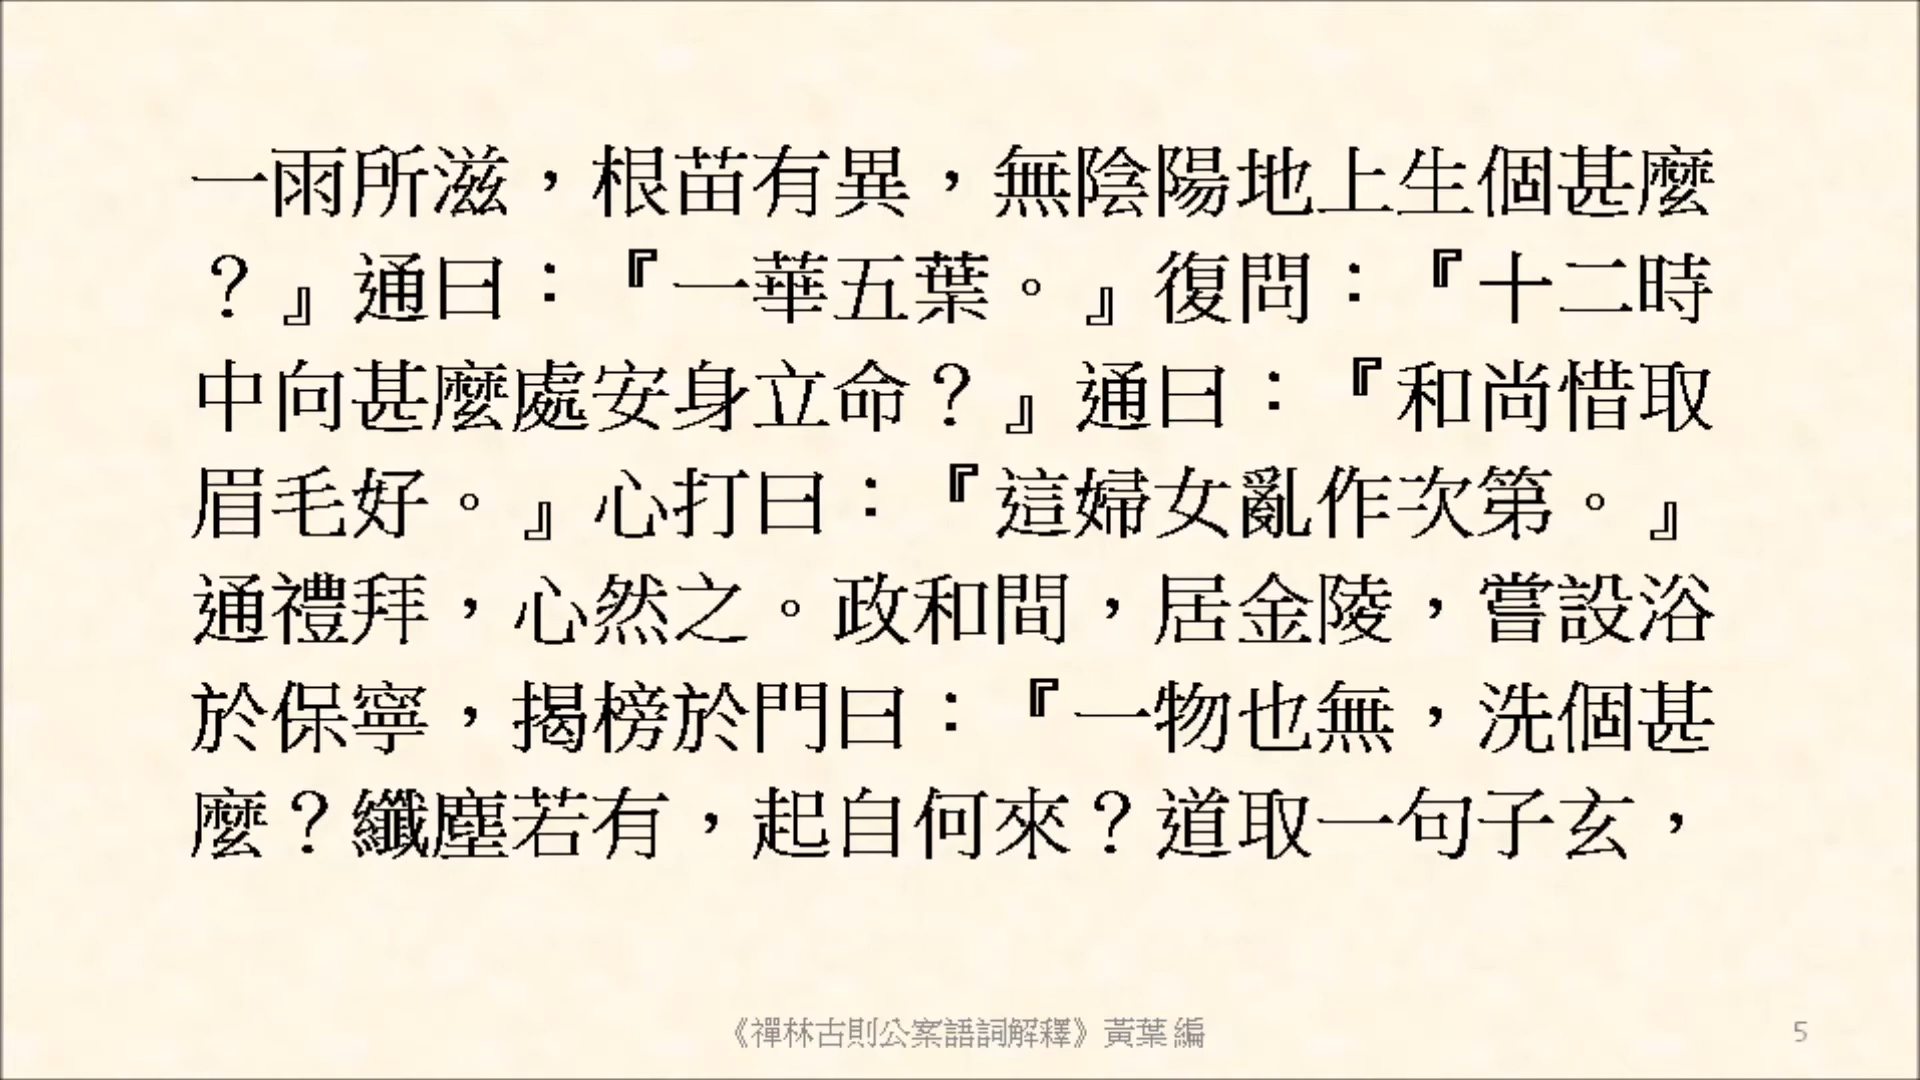 一雨所滋，根苗有異，無陰陽地上生個甚麼
？』通曰：『一華五葉。』復問：『十二時
中向甚麼處安身立命？』通曰：『和尚惜取
眉毛好。』心打曰：『這婦女亂作次第。』
通禮拜，心然之。政和間，居金陵，嘗設浴
於保寧，揭榜於門曰：『一物也無，洗個甚
麼？纖塵若有，起自何來？道取一句子玄，
《禪林古則公案語詞解釋》黃葉 編
5